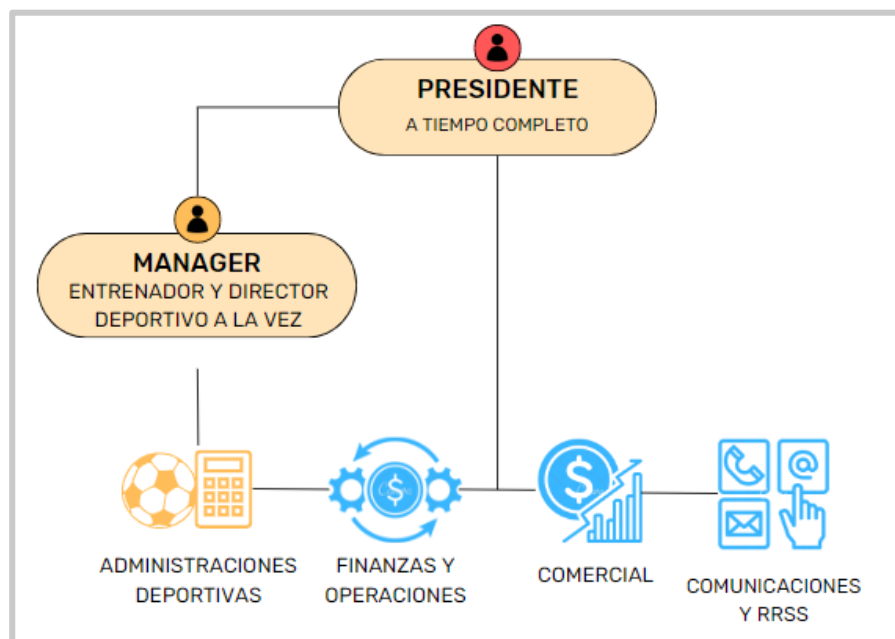 PRESIDENTE
A TIEMPO COMPLETO
MANAGER
ENTRENADOR Y DIRECTOR
DEPORTIVO A LA VEZ
$
$
@
ADMINISTRACIONES
DEPORTIVAS
FINANZAS Y
OPERACIONES
COMERCIAL
COMUNICACIONES
Y RRSS